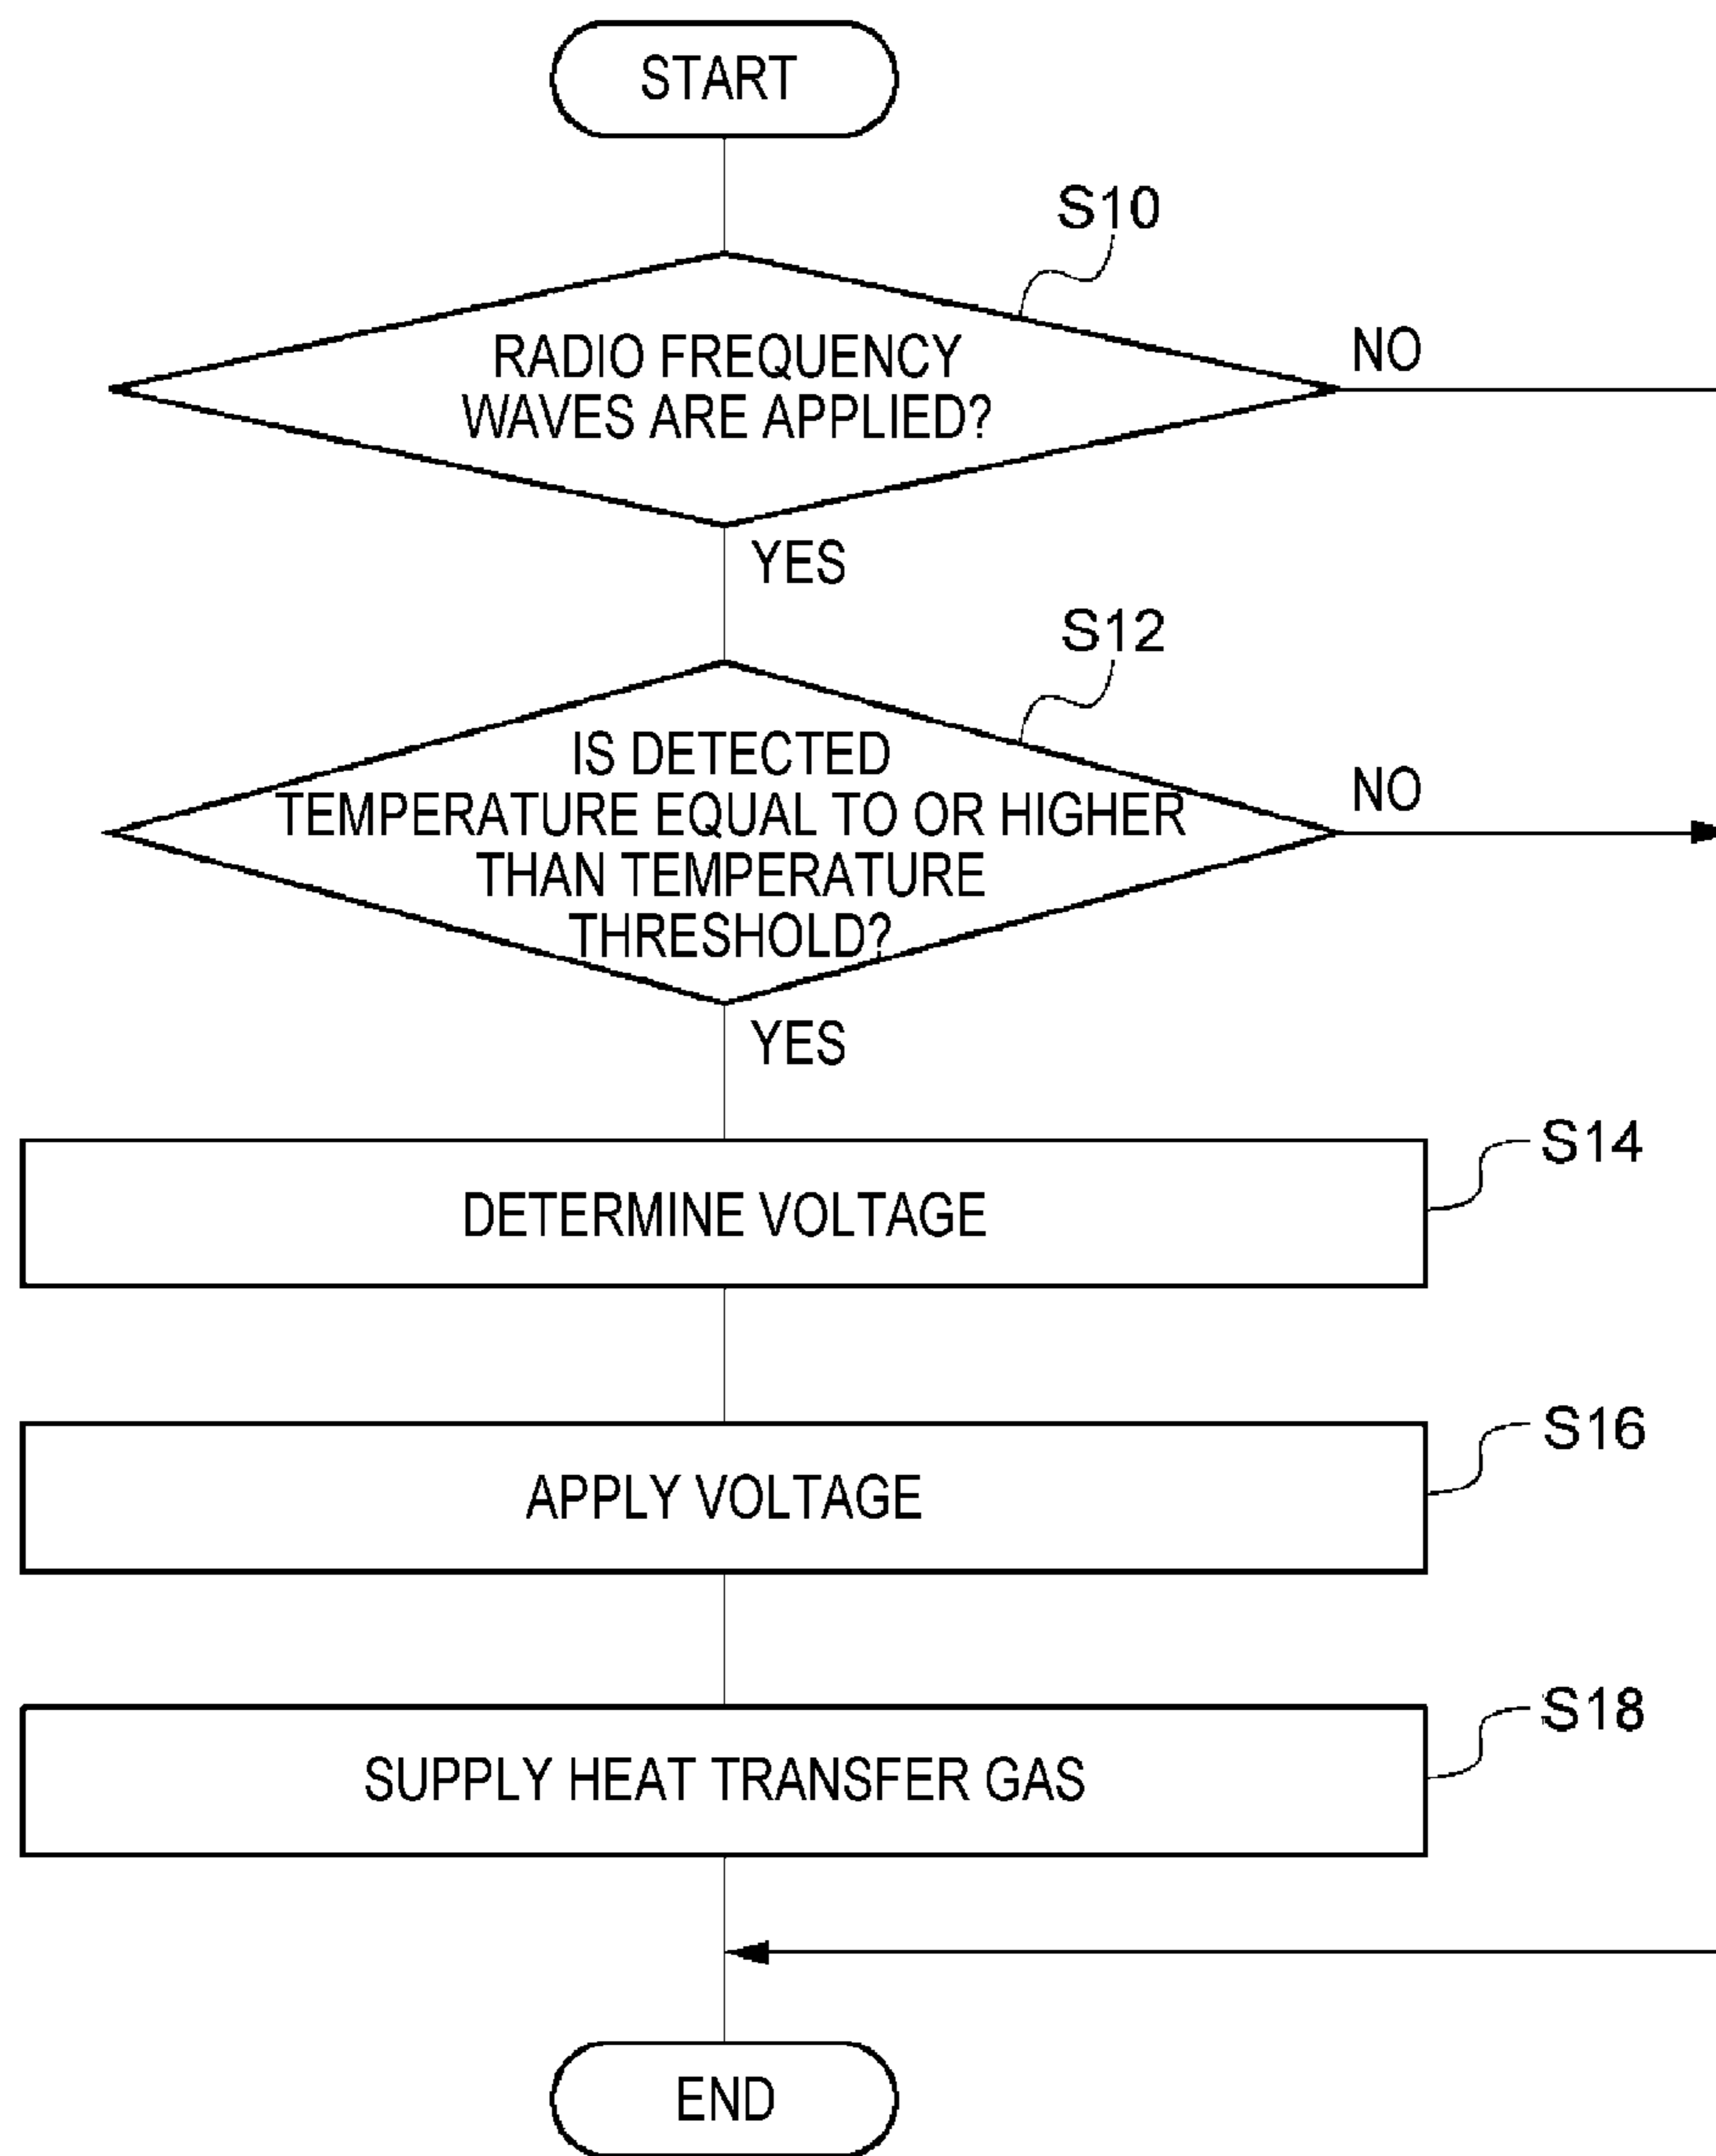 START
S10
RADIO FREQUENCY
WAVES ARE APPLIED?
NO
YES
S12
IS DETECTED
TEMPERATURE EQUAL TO OR HIGHER
THAN TEMPERATURE
THRESHOLD?
NO
YES
S14
DETERMINE VOLTAGE
S16
APPLY VOLTAGE
S18
SUPPLY HEAT TRANSFER GAS
END